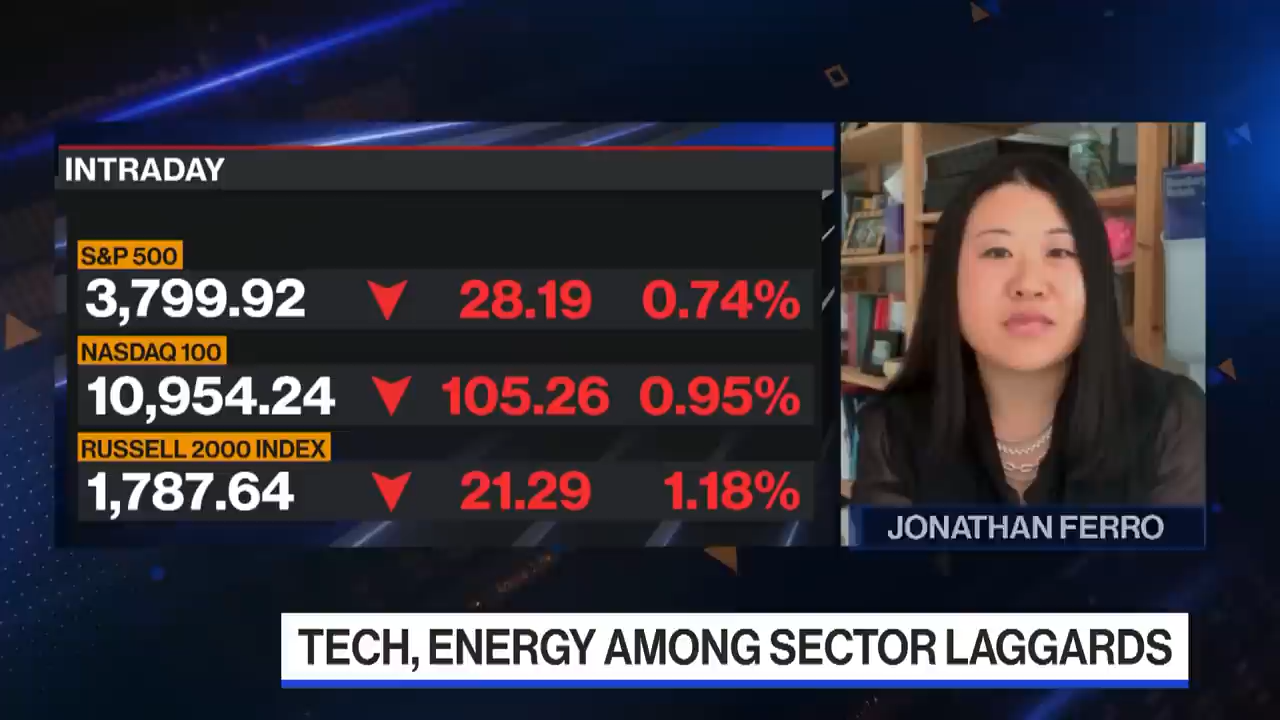 INTRADAY
S&P 500
3,799.92 ▼ 28.19 0.74%
NASDAQ 100
10,954.24 ▼ 105.26 0.95%
RUSSELL 2000 INDEX
1,787.64 ▼ 21.29 1.18%
JONATHAN FERRO
TECH, ENERGY AMONG SECTOR LAGGARDS